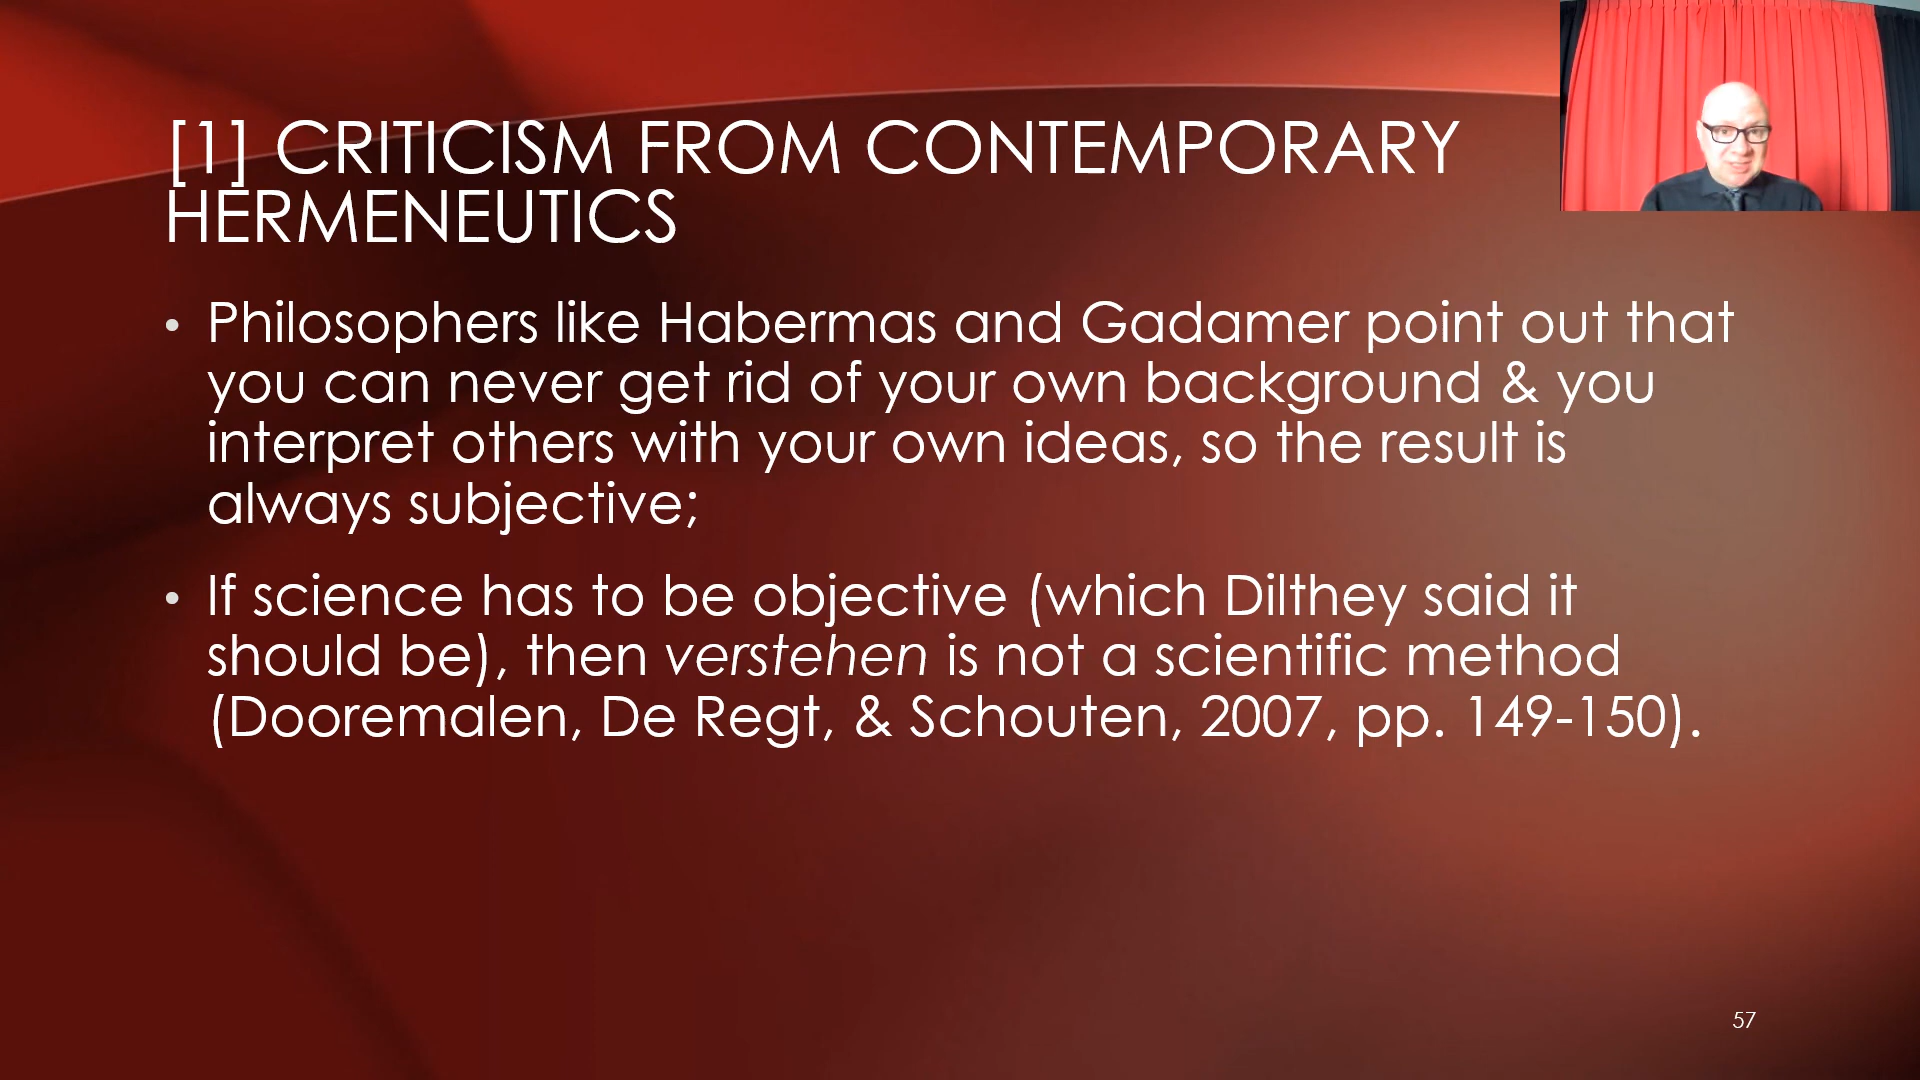 [1] CRITICISM FROM CONTEMPORARY
HERMENEUTICS
• Philosophers like Habermas and Gadamer point out that
you can never get rid of your own background & you
interpret others with your own ideas, so the result is
always subjective;
• If science has to be objective (which Dilthey said it
should be), then verstehen is not a scientific method
(Dooremalen, De Regt, & Schouten, 2007, pp. 149-150).
57